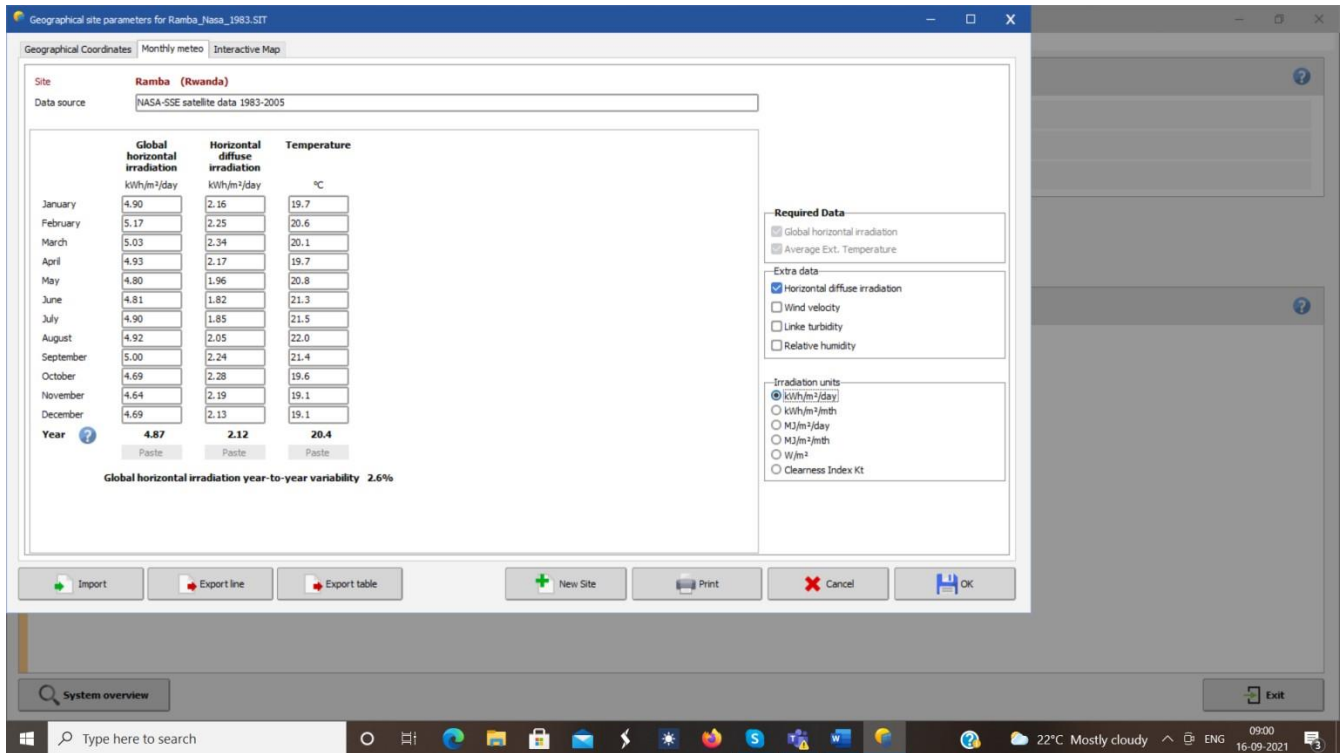 Geographical site parameters for Ramba_Nasa_1983.SIT
Geographical Coordinates Monthly meteo Interactive Map
Site Ramba (Rwanda)
Data source NASA-SSE satellite data 1983-2005
Global horizontal irradiation Horizontal diffuse irradiation Temperature
kWh/m²/day kWh/m²/day °C
January 4.90 2.16 19.7
February 5.17 2.25 20.6
March 5.03 2.34 20.1
April 4.93 2.17 19.7
May 4.80 1.96 20.8
June 4.81 1.82 21.3
July 4.90 1.85 21.5
August 4.92 2.05 22.0
September 5.00 2.24 21.4
October 4.69 2.28 19.6
November 4.64 2.19 19.1
December 4.69 2.13 19.1
Year ? 4.87 2.12 20.4
Paste Paste Paste
Global horizontal irradiation year-to-year variability 2.6%
Required Data
Global horizontal irradiation
Average Ext. Temperature
Extra data
Horizontal diffuse irradiation
Wind velocity
Linke turbidity
Relative humidity
Irradiation units
kWh/m²/day
kWh/m²/mth
MJ/m²/day
MJ/m²/mth
W/m²
Clearness Index Kt
Import Export line Export table New Site Print Cancel OK
System overview Exit
Type here to search 22°C Mostly cloudy ENG 09:00
16-09-2021